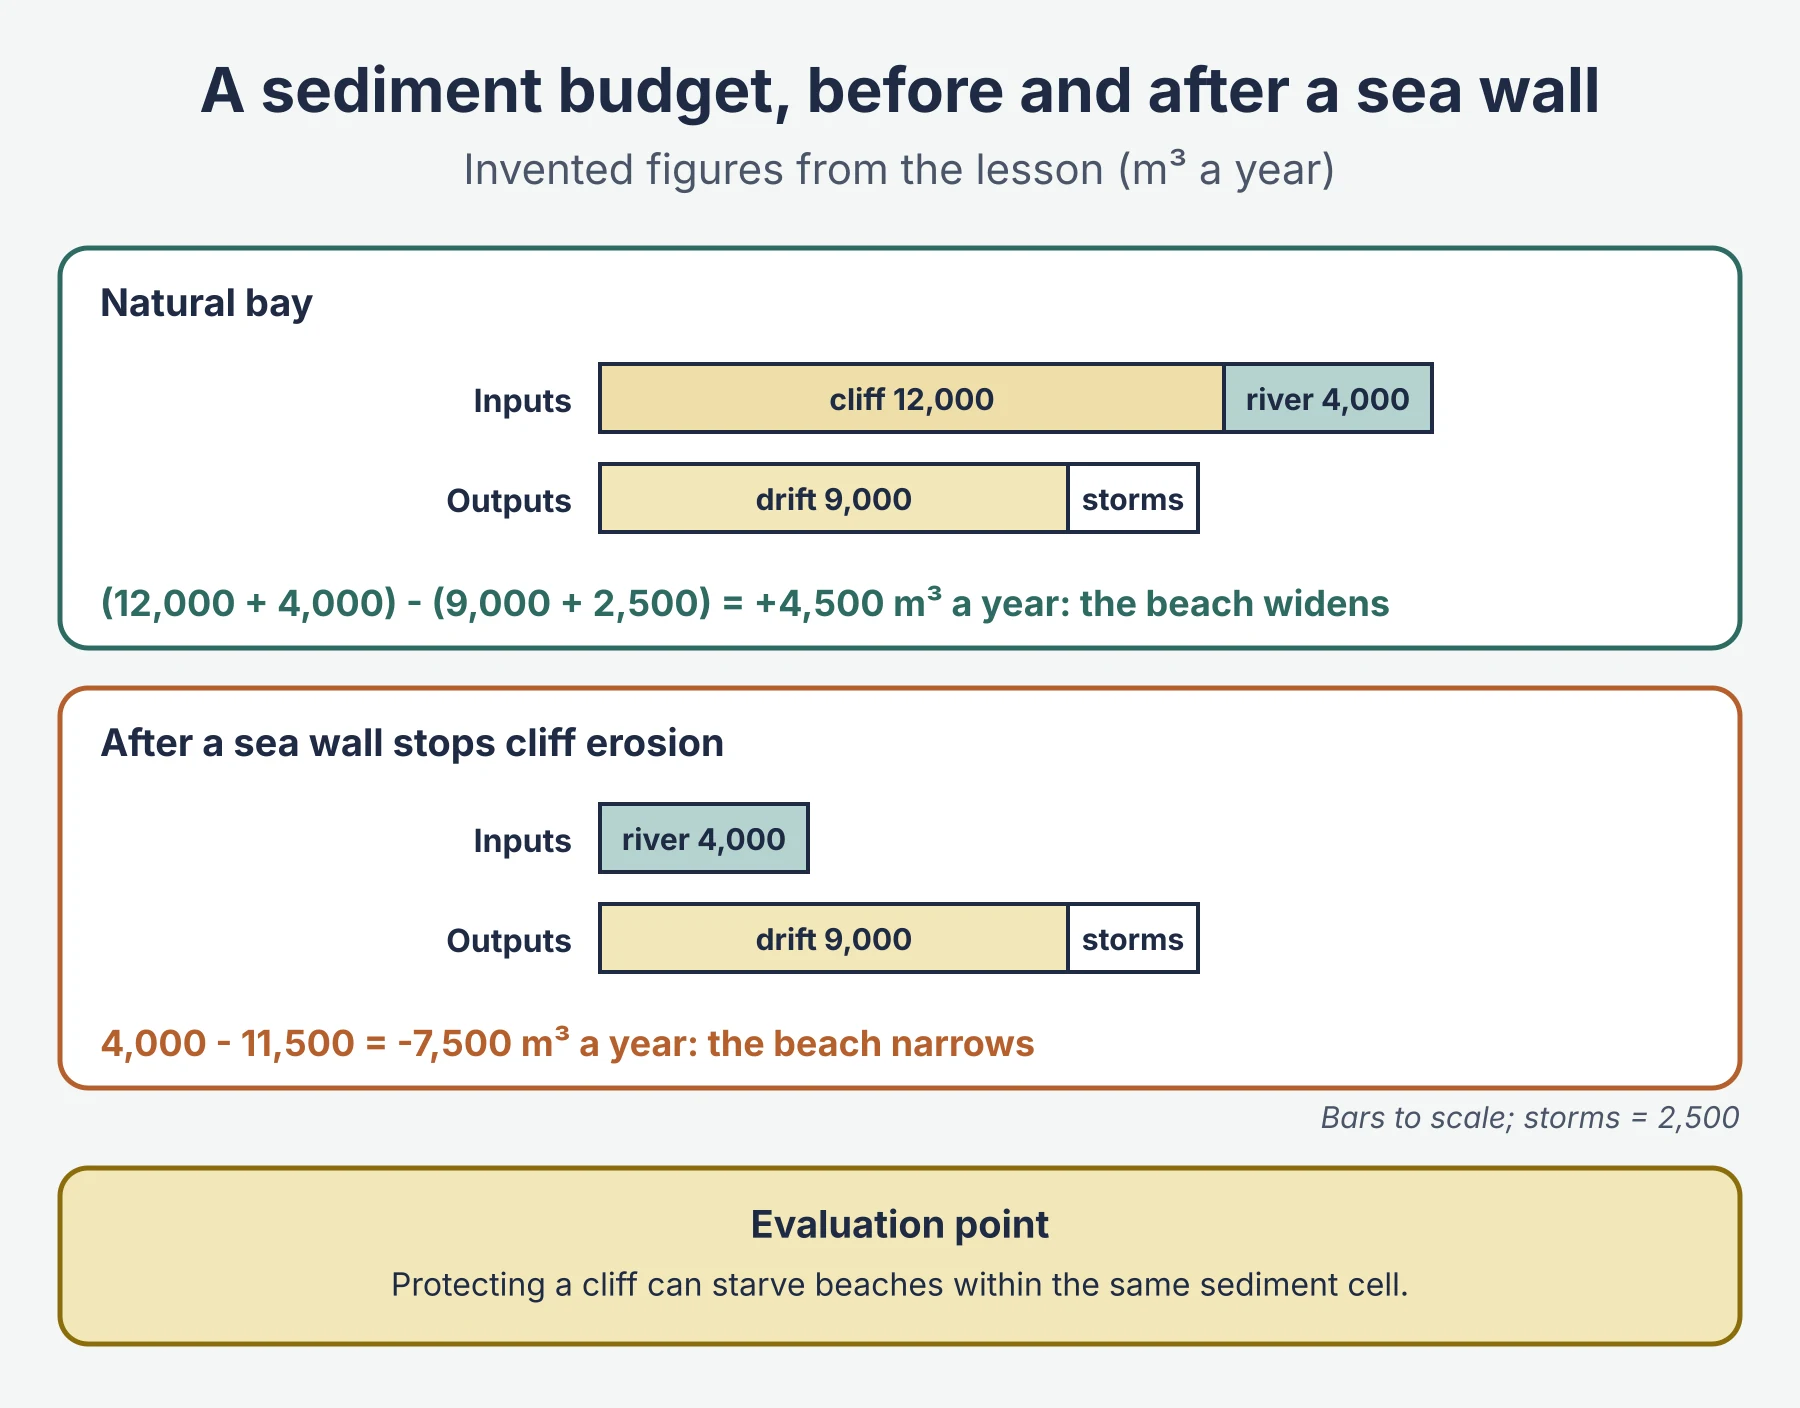 A sediment budget, before and after a sea wall
Invented figures from the lesson (m³ a year)
Natural bay
Inputs
cliff 12,000
river 4,000
Outputs
drift 9,000
storms
(12,000 + 4,000) - (9,000 + 2,500) = +4,500 m³ a year: the beach widens
After a sea wall stops cliff erosion
Inputs
river 4,000
Outputs
drift 9,000
storms
4,000 - 11,500 = -7,500 m³ a year: the beach narrows
Bars to scale; storms = 2,500
Evaluation point
Protecting a cliff can starve beaches within the same sediment cell.